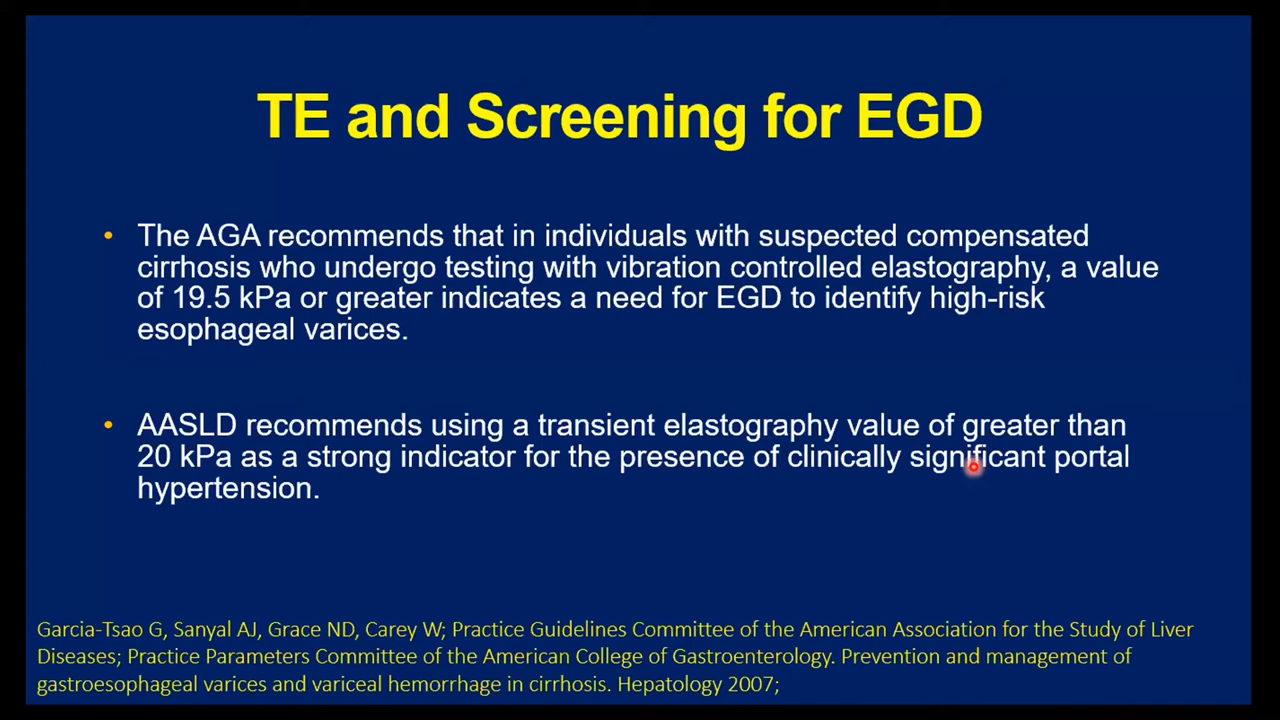 TE and Screening for EGD
• The AGA recommends that in individuals with suspected compensated
cirrhosis who undergo testing with vibration controlled elastography, a value
of 19.5 kPa or greater indicates a need for EGD to identify high-risk
esophageal varices.
• AASLD recommends using a transient elastography value of greater than
20 kPa as a strong indicator for the presence of clinically significant portal
hypertension.
Garcia-Tsao G, Sanyal AJ, Grace ND, Carey W; Practice Guidelines Committee of the American Association for the Study of Liver
Diseases; Practice Parameters Committee of the American College of Gastroenterology. Prevention and management of
gastroesophageal varices and variceal hemorrhage in cirrhosis. Hepatology 2007;